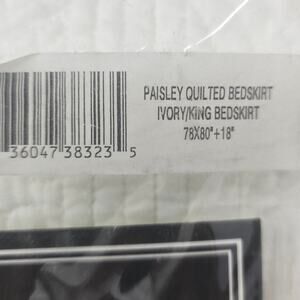 PAISLEY QUILTED BEDSKIRT
IVORY/KING BEDSKIRT
78X80"+18"
36047 38323 5